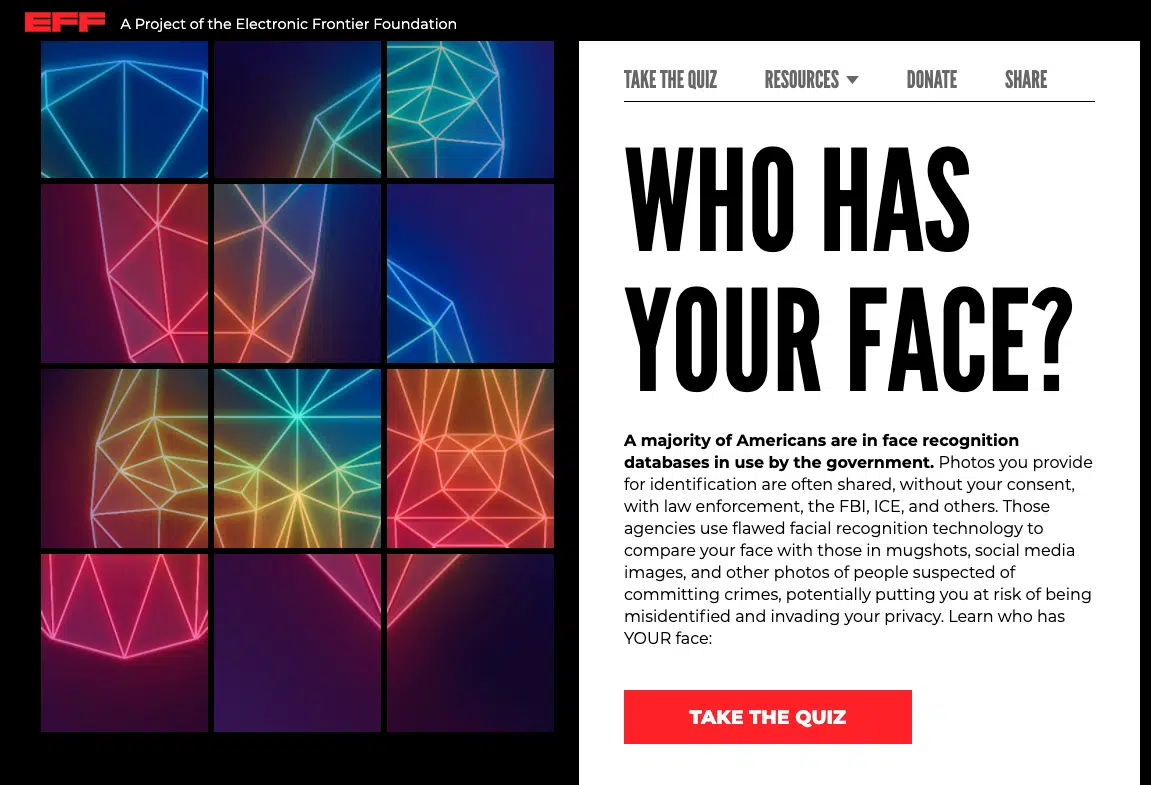 EFF A Project of the Electronic Frontier Foundation
TAKE THE QUIZ RESOURCES DONATE SHARE
WHO HAS
YOUR FACE?
A majority of Americans are in face recognition
databases in use by the government. Photos you provide
for identification are often shared, without your consent,
with law enforcement, the FBI, ICE, and others. Those
agencies use flawed facial recognition technology to
compare your face with those in mugshots, social media
images, and other photos of people suspected of
committing crimes, potentially putting you at risk of being
misidentified and invading your privacy. Learn who has
YOUR face:
TAKE THE QUIZ